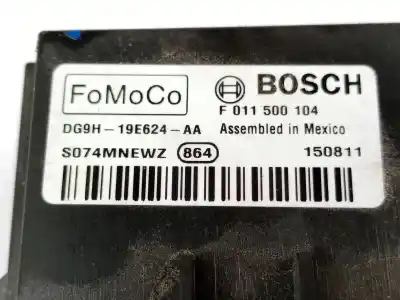 FoMoCo
BOSCH
F 011 500 104
DG9H-19E624-AA Assembled in Mexico
S074MNEWZ 864 150811